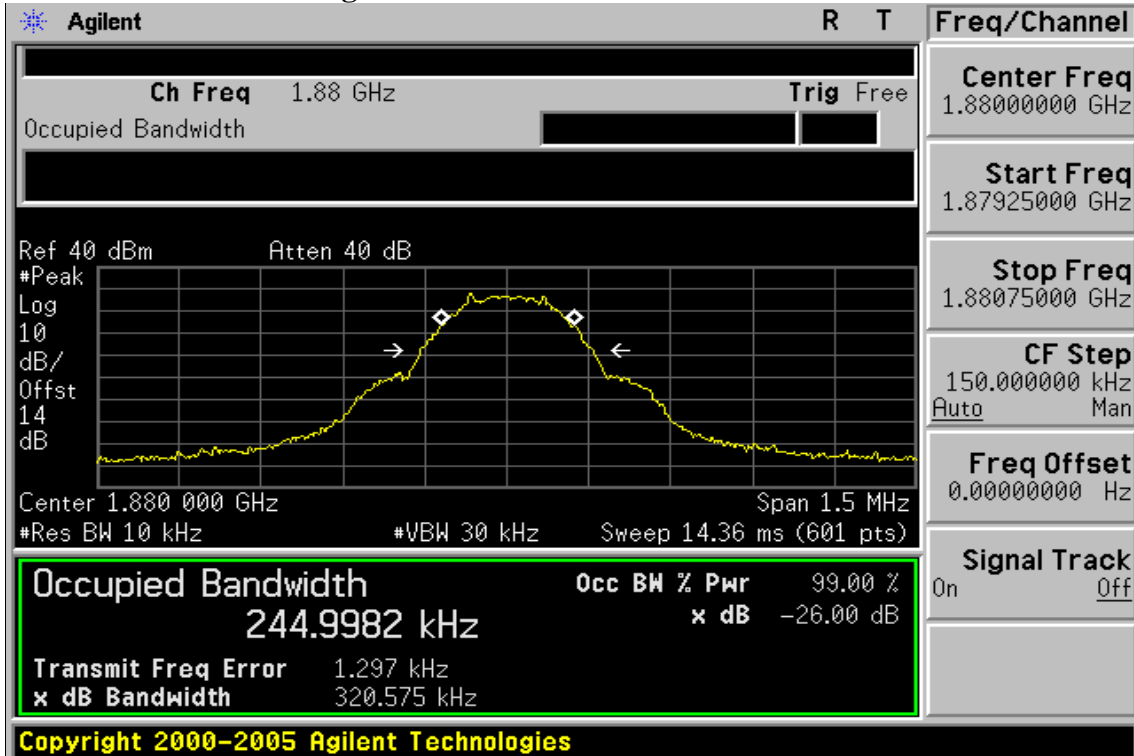 Agilent R T Freq/Channel
Ch Freq 1.88 GHz Trig Free
Occupied Bandwidth
Center Freq
1.88000000 GHz
Start Freq
1.87925000 GHz
Stop Freq
1.88075000 GHz
CF Step
150.000000 kHz
Auto Man
Freq Offset
0.00000000 Hz
Signal Track
On Off
Ref 40 dBm Atten 40 dB
#Peak
Log
10
dB/
Offst
14
dB
Center 1.880 000 GHz Span 1.5 MHz
#Res BW 10 kHz #VBW 30 kHz Sweep 14.36 ms (601 pts)
Occupied Bandwidth Occ BW % Pwr 99.00 %
244.9982 kHz x dB -26.00 dB
Transmit Freq Error 1.297 kHz
x dB Bandwidth 320.575 kHz
Copyright 2000-2005 Agilent Technologies